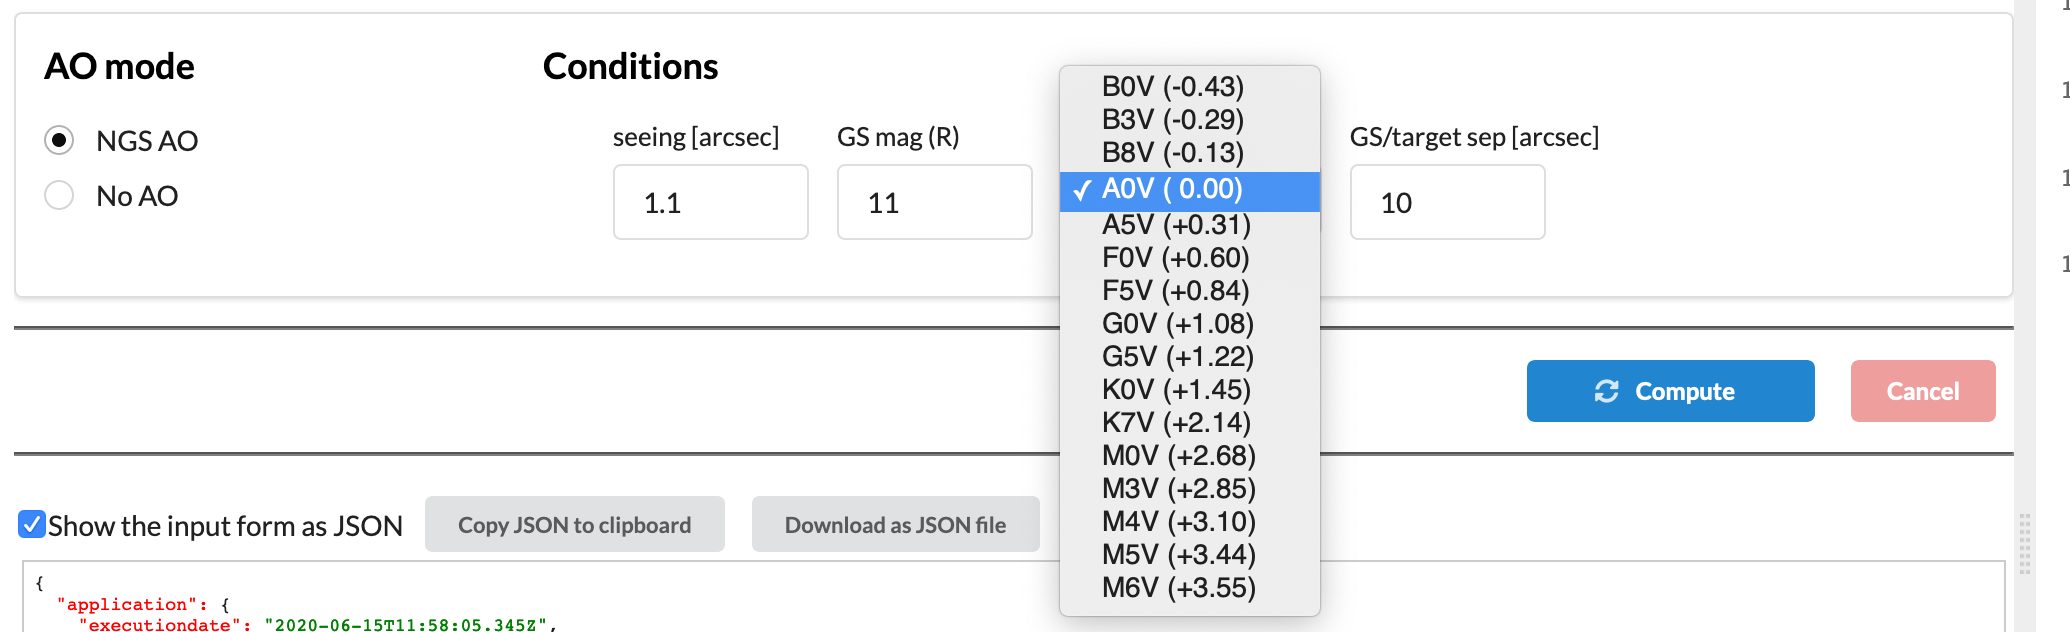 AO mode
NGS AO
No AO
Conditions
seeing [arcsec]
1.1
GS mag (R)
11
B0V (-0.43)
B3V (-0.29)
B8V (-0.13)
✓ A0V ( 0.00)
A5V (+0.31)
F0V (+0.60)
F5V (+0.84)
G0V (+1.08)
G5V (+1.22)
K0V (+1.45)
K7V (+2.14)
M0V (+2.68)
M3V (+2.85)
M4V (+3.10)
M5V (+3.44)
M6V (+3.55)
GS/target sep [arcsec]
10
Compute
Cancel
Show the input form as JSON
Copy JSON to clipboard
Download as JSON file
{
"application": {
"executiondate": "2020-06-15T11:58:05.345Z",